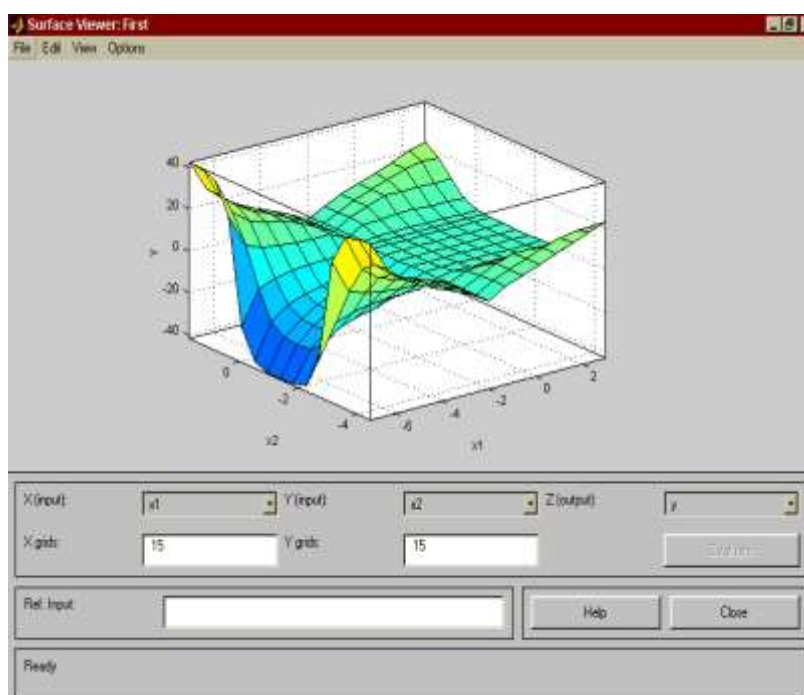 Surface Viewer: First
File Edit View Options
40
20
0
-20
-40
y
0
-2
-4
x2
-6
-4
-2
0
2
x1
X (input): x1 Y (input): x2 Z (output): y
X grids: 15 Y grids: 15 Evaluate
Ref. Input:
Help Close
Ready